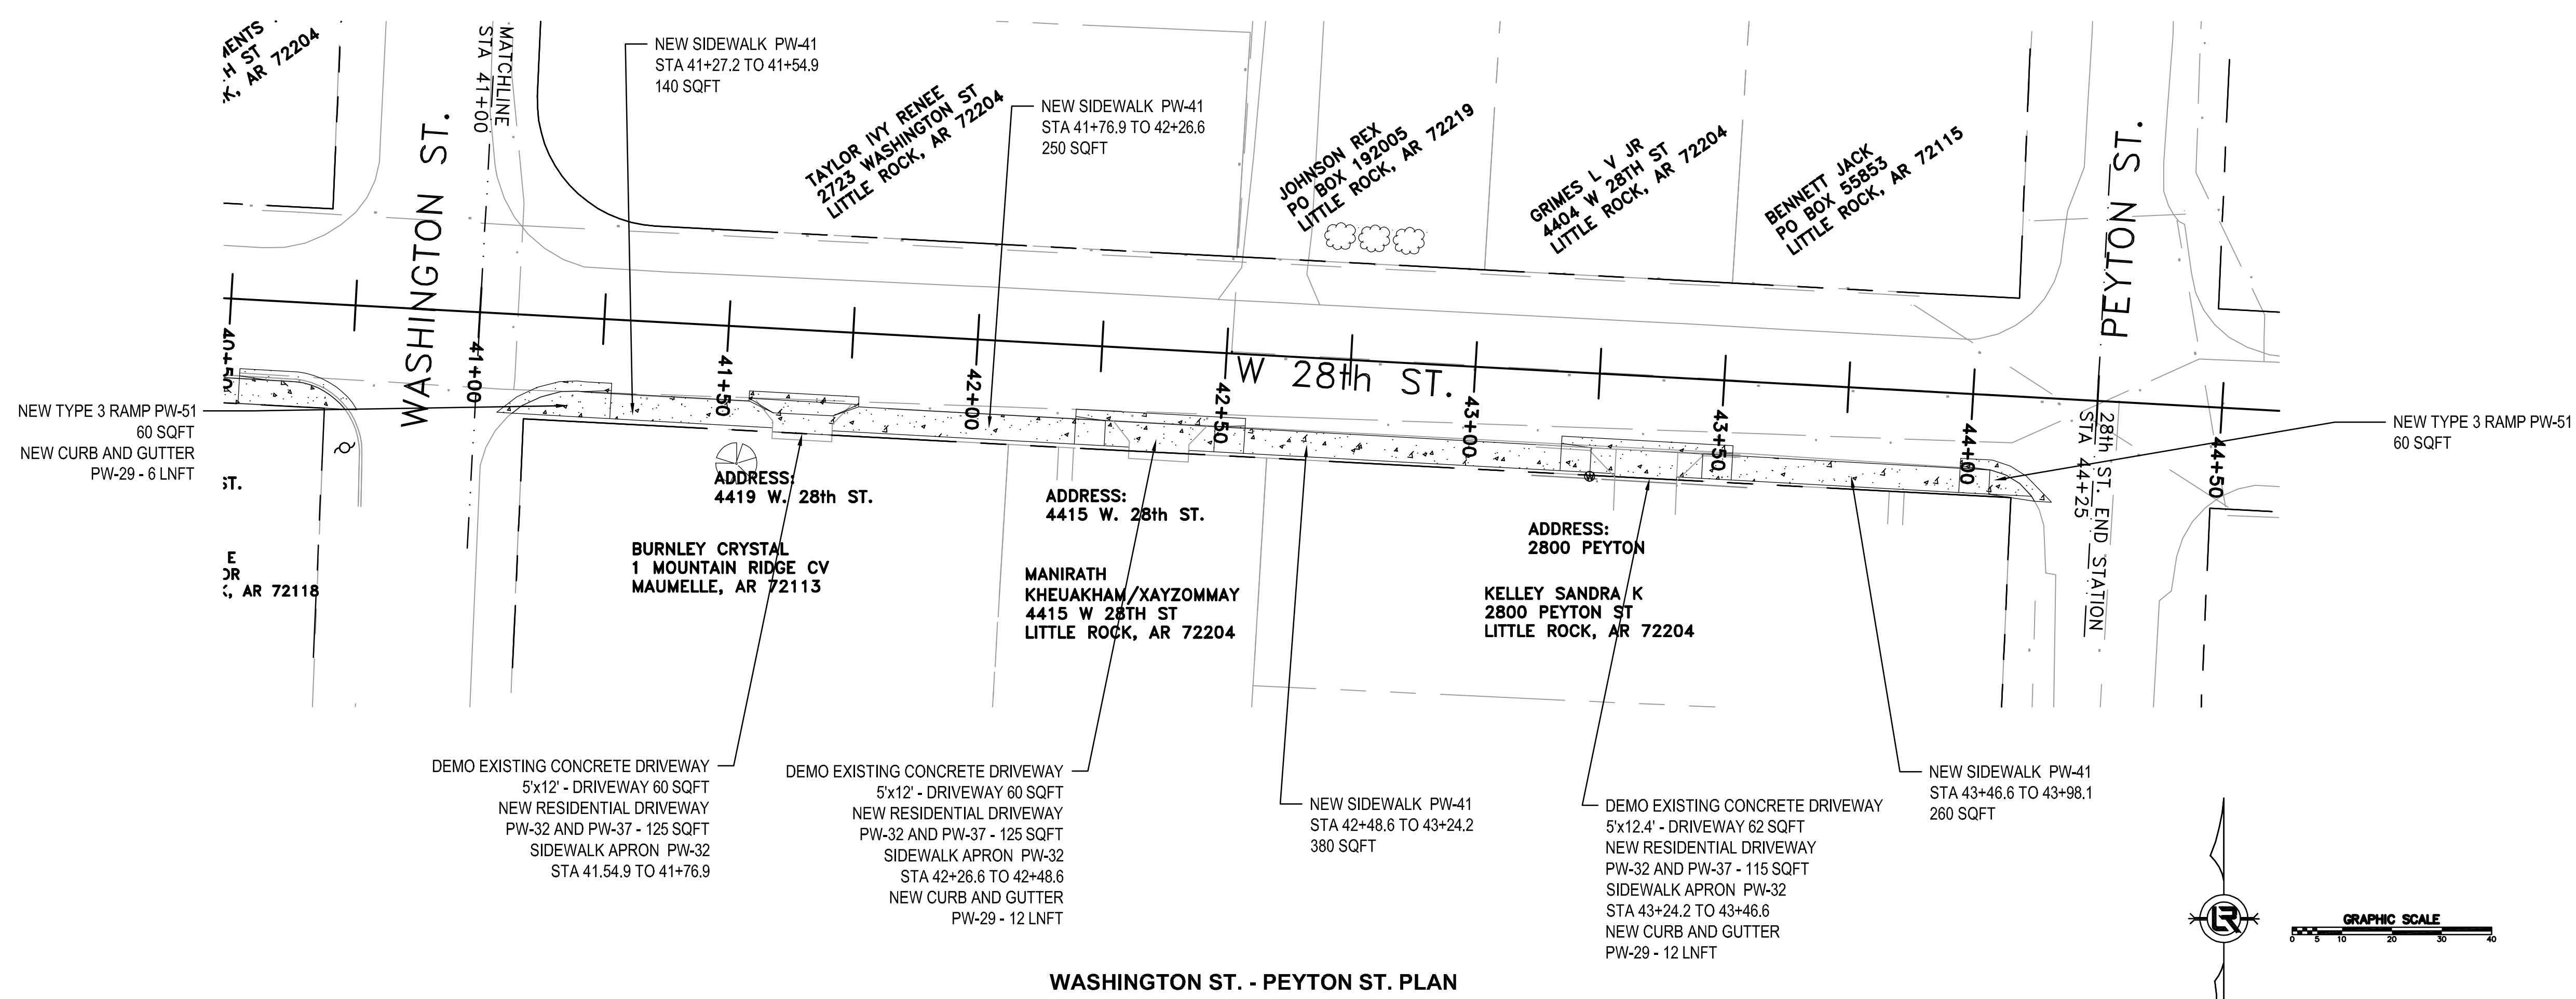 MENTS
H ST
K, AR 72204
MATCHLINE
STA 41+00
WASHINGTON ST.
NEW SIDEWALK PW-41
STA 41+27.2 TO 41+54.9
140 SQFT
TAYLOR IVY RENEE
2723 WASHINGTON ST
LITTLE ROCK, AR 72204
NEW SIDEWALK PW-41
STA 41+76.9 TO 42+26.6
250 SQFT
JOHNSON REX
PO BOX 192005
LITTLE ROCK, AR 72219
GRIMES L V JR
4404 W 28TH ST
LITTLE ROCK, AR 72204
BENNETT JACK
PO BOX 55853
LITTLE ROCK, AR 72115
PEYTON ST.
40+50
41+00
41+50
42+00
42+50
43+00
43+50
44+00
44+50
W 28th ST.
28th ST. END STATION
STA 44+25
NEW TYPE 3 RAMP PW-51
60 SQFT
NEW CURB AND GUTTER
PW-29 - 6 LNFT
NEW TYPE 3 RAMP PW-51
60 SQFT
ST.
E
OR
K, AR 72118
ADDRESS:
4419 W. 28th ST.
BURNLEY CRYSTAL
1 MOUNTAIN RIDGE CV
MAUMELLE, AR 72113
ADDRESS:
4415 W. 28th ST.
MANIRATH
KHEUAKHAM/XAYZOMMAY
4415 W 28TH ST
LITTLE ROCK, AR 72204
W
ADDRESS:
2800 PEYTON
KELLEY SANDRA K
2800 PEYTON ST
LITTLE ROCK, AR 72204
DEMO EXISTING CONCRETE DRIVEWAY
5'x12' - DRIVEWAY 60 SQFT
NEW RESIDENTIAL DRIVEWAY
PW-32 AND PW-37 - 125 SQFT
SIDEWALK APRON PW-32
STA 41.54.9 TO 41+76.9
DEMO EXISTING CONCRETE DRIVEWAY
5'x12' - DRIVEWAY 60 SQFT
NEW RESIDENTIAL DRIVEWAY
PW-32 AND PW-37 - 125 SQFT
SIDEWALK APRON PW-32
STA 42+26.6 TO 42+48.6
NEW CURB AND GUTTER
PW-29 - 12 LNFT
NEW SIDEWALK PW-41
STA 42+48.6 TO 43+24.2
380 SQFT
DEMO EXISTING CONCRETE DRIVEWAY
5'x12.4' - DRIVEWAY 62 SQFT
NEW RESIDENTIAL DRIVEWAY
PW-32 AND PW-37 - 115 SQFT
SIDEWALK APRON PW-32
STA 43+24.2 TO 43+46.6
NEW CURB AND GUTTER
PW-29 - 12 LNFT
NEW SIDEWALK PW-41
STA 43+46.6 TO 43+98.1
260 SQFT
LR
GRAPHIC SCALE
0 5 10 20 30 40
WASHINGTON ST. - PEYTON ST. PLAN